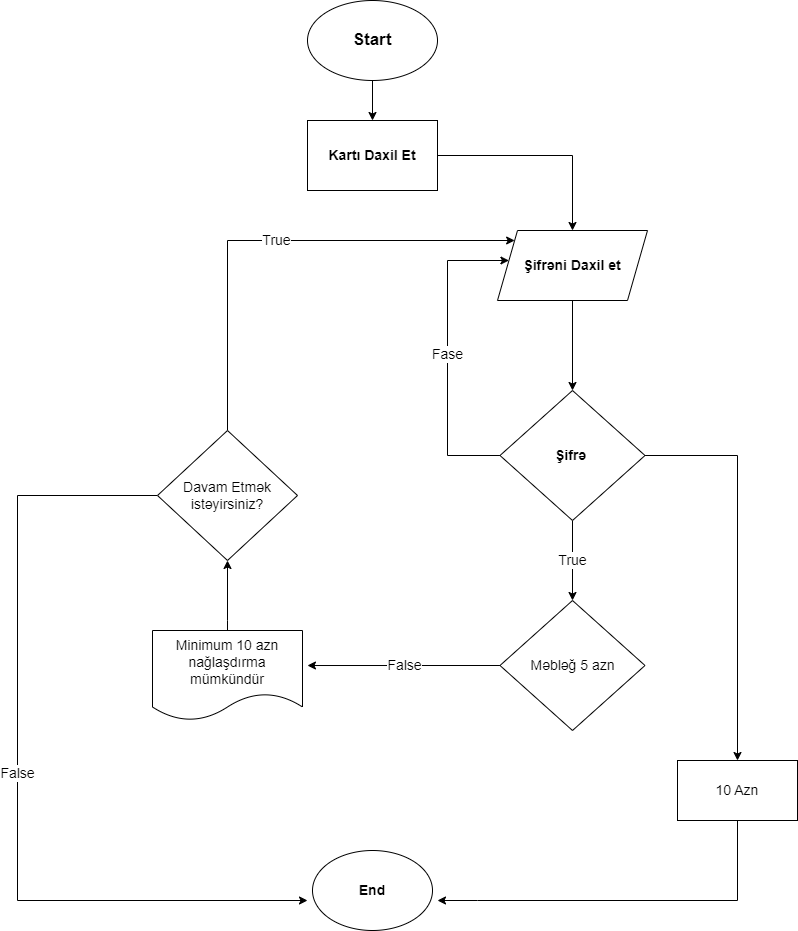 Start
Kartı Daxil Et
True
Şifrəni Daxil et
Fase
Şifrə
Davam Etmək
istəyirsiniz?
True
Minimum 10 azn
nağlaşdırma
mümkündür
False
Məbləğ 5 azn
False
10 Azn
End